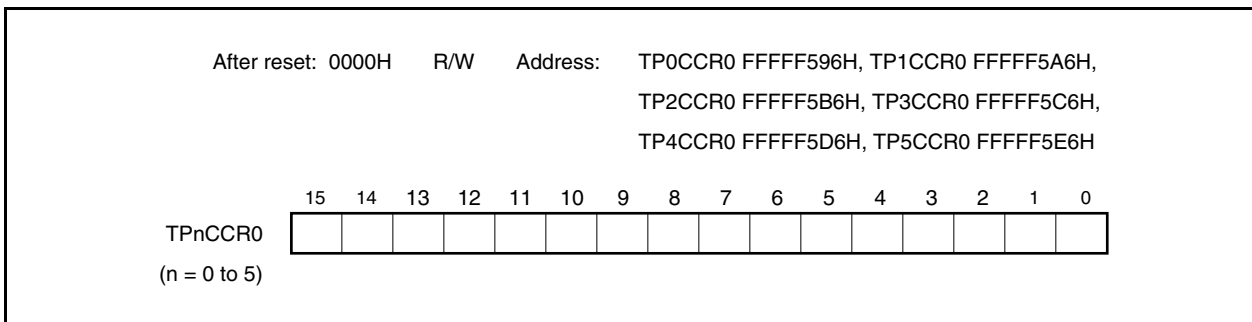 After reset: 0000H R/W Address: TP0CCR0 FFFFF596H, TP1CCR0 FFFFF5A6H,
TP2CCR0 FFFFF5B6H, TP3CCR0 FFFFF5C6H,
TP4CCR0 FFFFF5D6H, TP5CCR0 FFFFF5E6H
15 14 13 12 11 10 9 8 7 6 5 4 3 2 1 0
TPnCCR0
(n = 0 to 5)